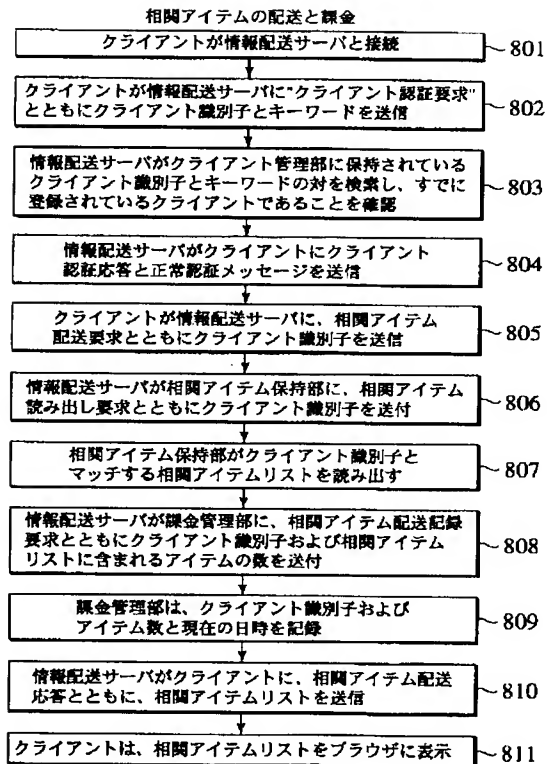 相関アイテムの配送と課金
クライアントが情報配送サーバと接続
801
クライアントが情報配送サーバに"クライアント認証要求"
とともにクライアント識別子とキーワードを送信
802
情報配送サーバがクライアント管理部に保持されている
クライアント識別子とキーワードの対を検索し、すでに
登録されているクライアントであることを確認
803
情報配送サーバがクライアントにクライアント
認証応答と正常認証メッセージを送信
804
クライアントが情報配送サーバに、相関アイテム
配送要求とともにクライアント識別子を送信
805
情報配送サーバが相関アイテム保持部に、相関アイテム
読み出し要求とともにクライアント識別子を送付
806
相関アイテム保持部がクライアント識別子と
マッチする相関アイテムリストを読み出す
807
情報配送サーバが課金管理部に、相関アイテム配送記録
要求とともにクライアント識別子および相関アイテム
リストに含まれるアイテムの数を送付
808
課金管理部は、クライアント識別子および
アイテム数と現在の日時を記録
809
情報配送サーバがクライアントに、相関アイテム配送
応答とともに、相関アイテムリストを送信
810
クライアントは、相関アイテムリストをブラウザに表示
811